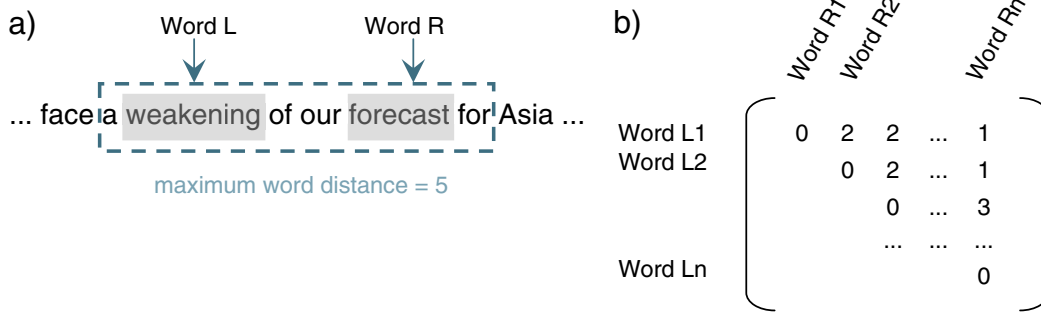 a)
Word L Word R
... face a weakening of our forecast for Asia ...
maximum word distance = 5
b)
Word R1 Word R2 Word Rn
Word L1 0 2 2 ... 1
Word L2 0 2 ... 1
0 ... 3
... ... ...
Word Ln 0